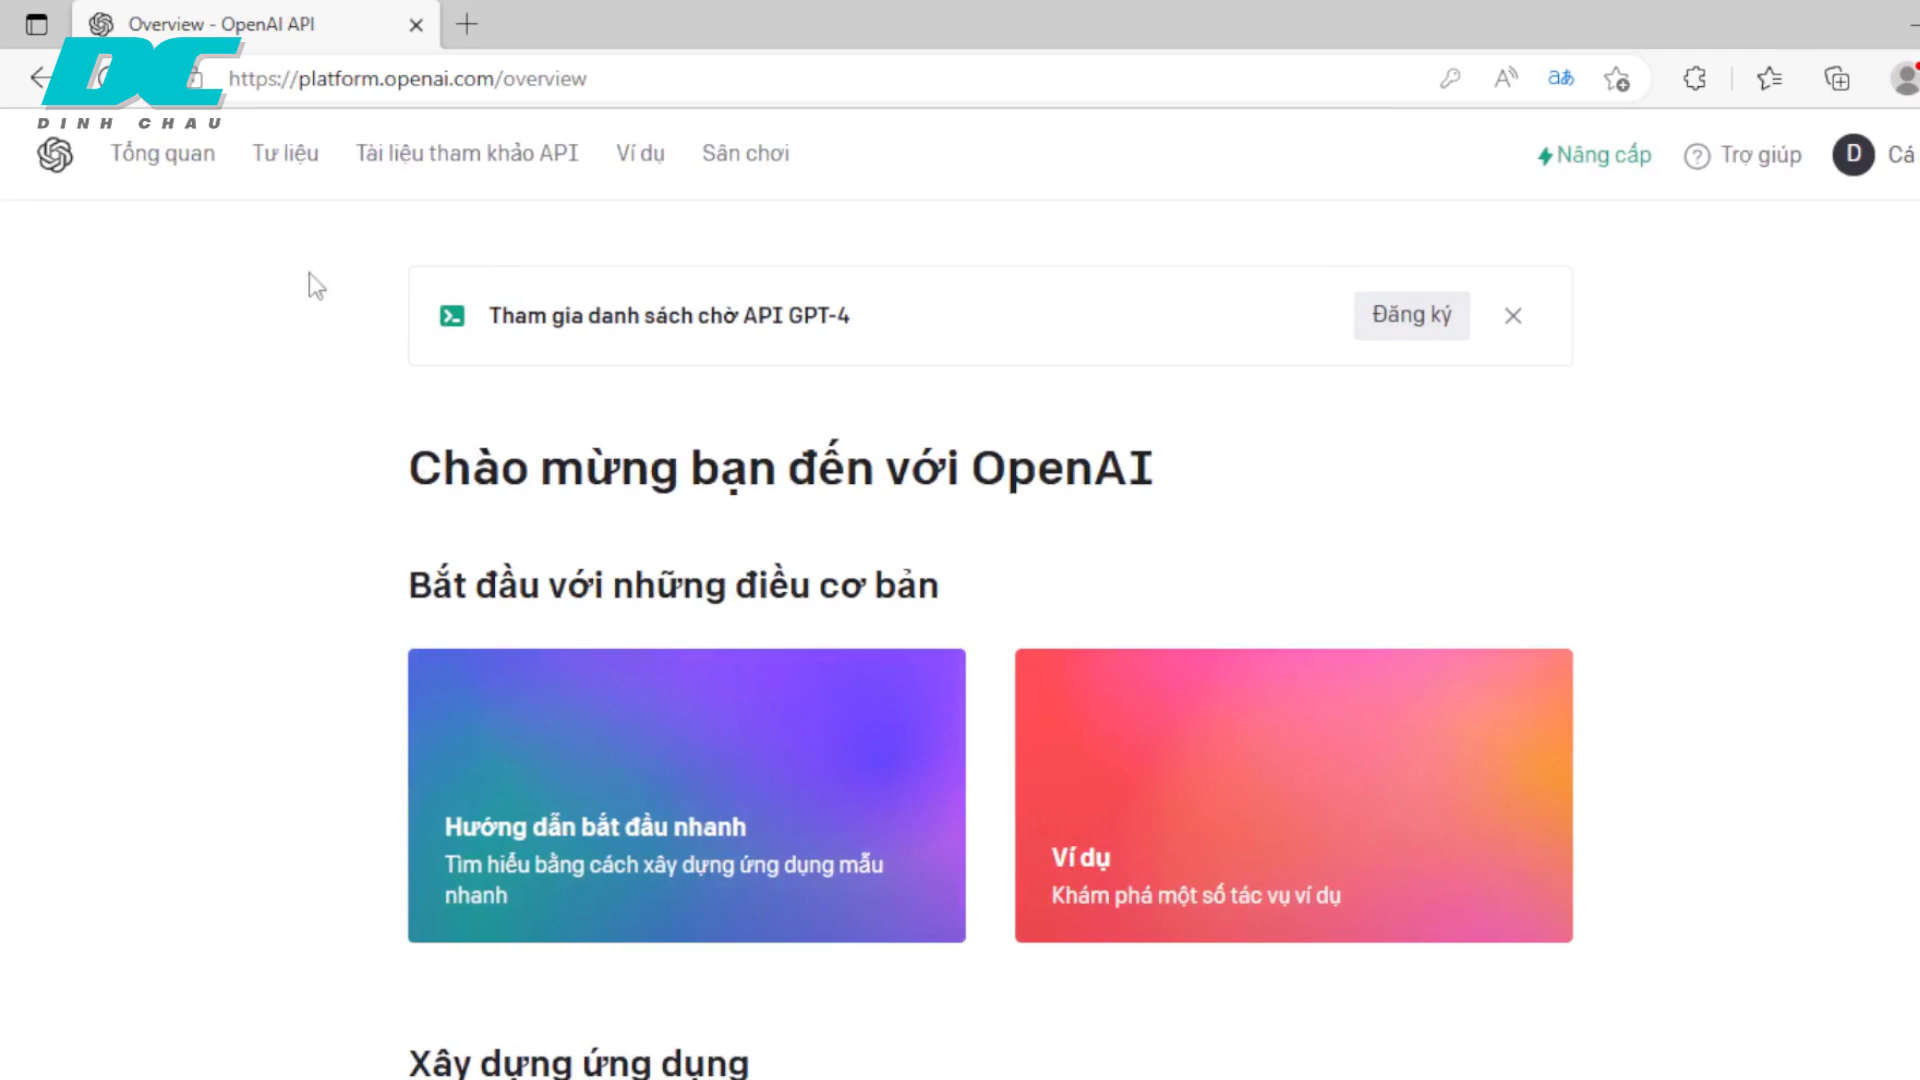 Overview - OpenAI API
DC
DINH CHAU
https://platform.openai.com/overview
Tổng quan
Tư liệu
Tài liệu tham khảo API
Ví dụ
Sân chơi
Nâng cấp
Trợ giúp
D
Cá
Tham gia danh sách chờ API GPT-4
Đăng ký
Chào mừng bạn đến với OpenAI
Bắt đầu với những điều cơ bản
Hướng dẫn bắt đầu nhanh
Tìm hiểu bằng cách xây dựng ứng dụng mẫu
nhanh
Ví dụ
Khám phá một số tác vụ ví dụ
Xây dựng ứng dụng